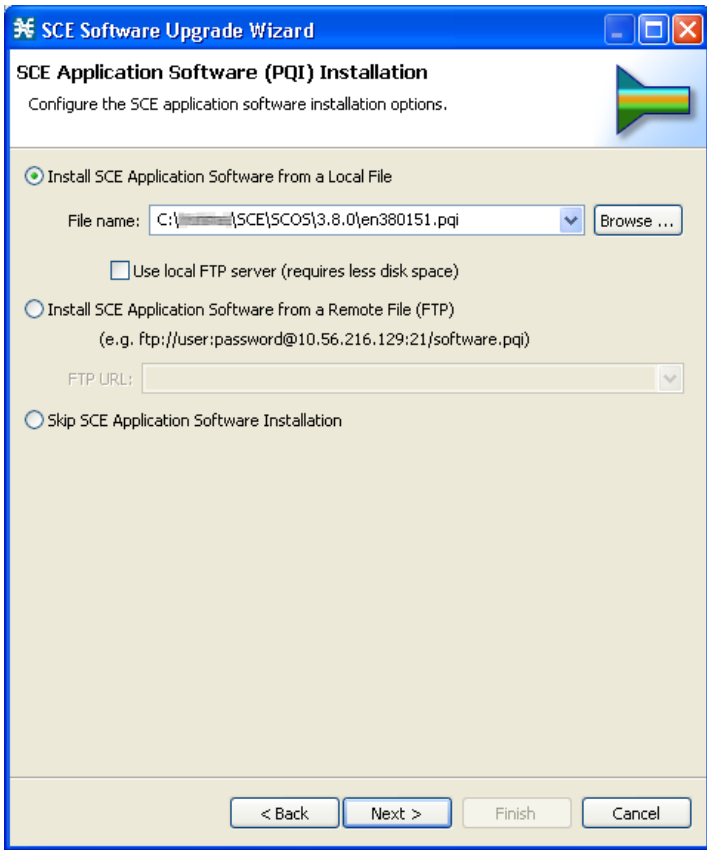 SCE Software Upgrade Wizard
SCE Application Software (PQI) Installation
Configure the SCE application software installation options.
Install SCE Application Software from a Local File
File name: C:\ \SCE\SCOS\3.8.0\en380151.pqi Browse ...
Use local FTP server (requires less disk space)
Install SCE Application Software from a Remote File (FTP)
(e.g. ftp://user:password@10.56.216.129:21/software.pqi)
FTP URL:
Skip SCE Application Software Installation
< Back Next > Finish Cancel